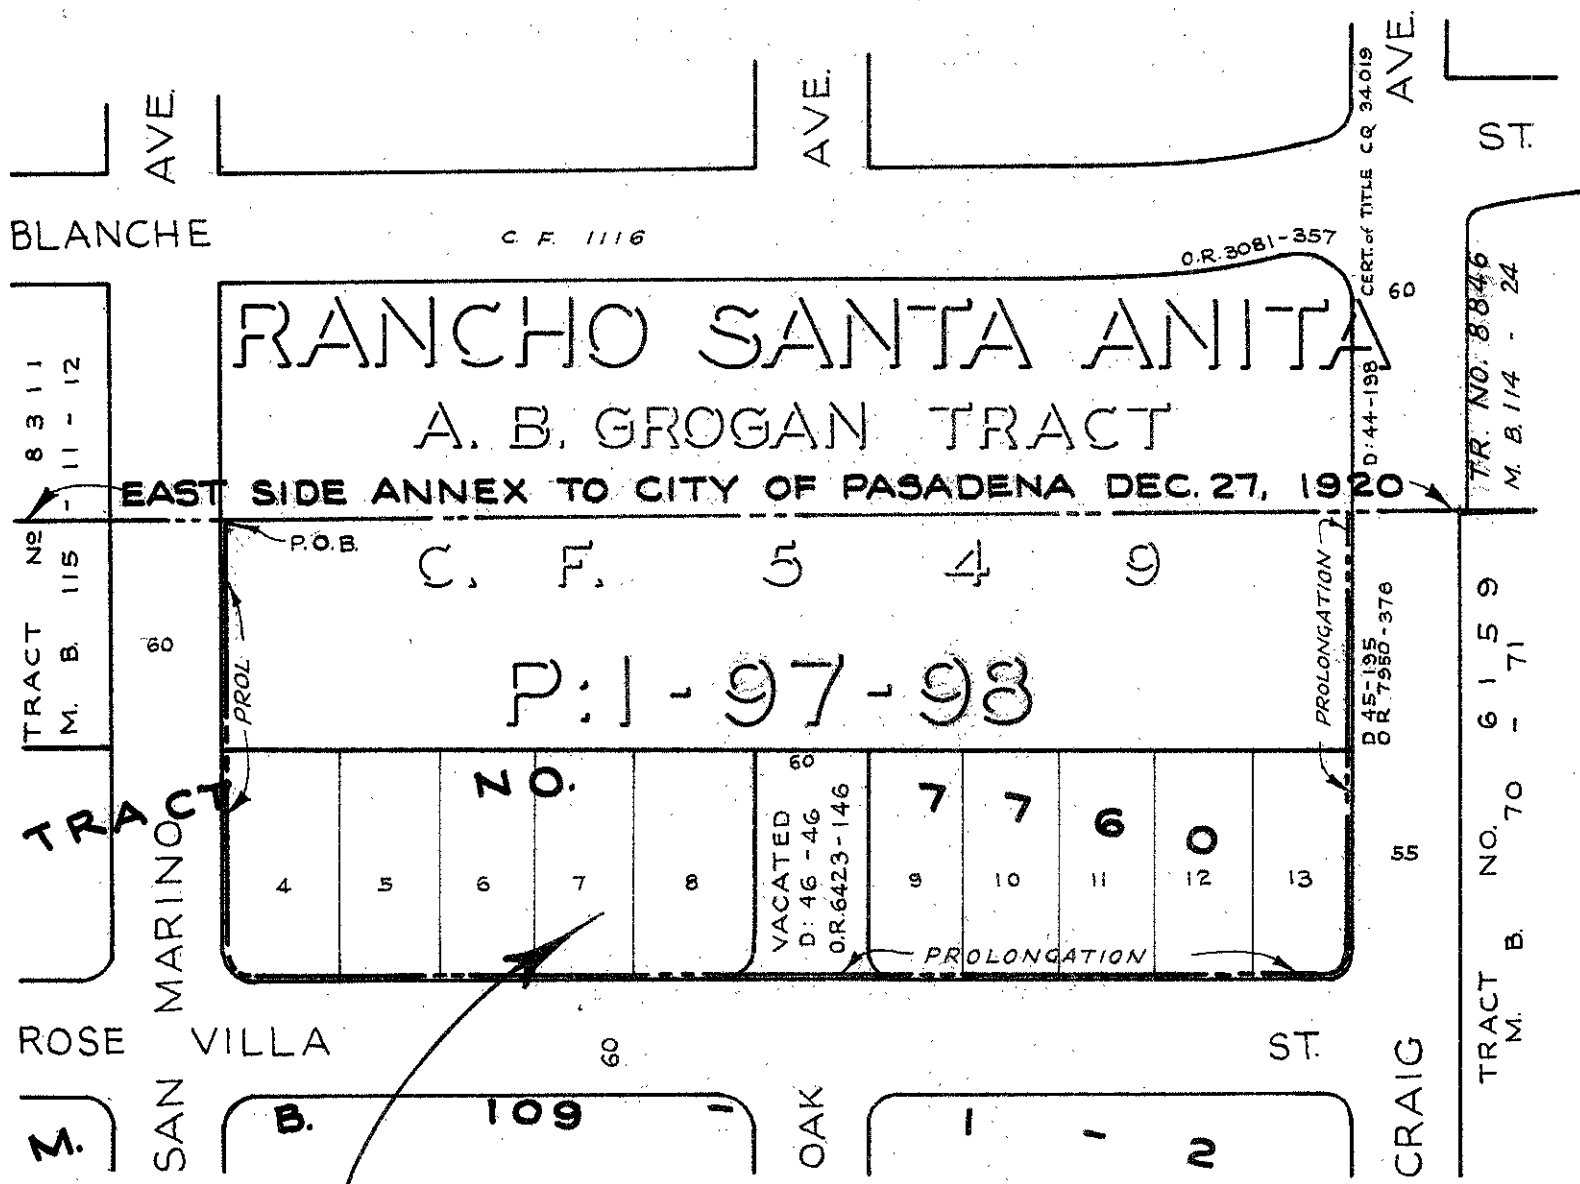 AVE.
AVE.
AVE.
ST.
BLANCHE
C. F. 1116
O.R. 3081-357
CERT. of TITLE CQ 34019
60
RANCHO SANTA ANITA
A. B. GROGAN TRACT
EAST SIDE ANNEX TO CITY OF PASADENA DEC. 27, 1920
D: 44-198
TR. NO. 8846
M. B. 114 - 24
TRACT Nº 8311
M. B. 115 - 11 - 12
P.O.B.
C. F. 549
P: 1 - 97 - 98
60
PROL
PROLONGATION
D 45-195
O R. 7950-378
TRACT NO. 6159
M. B. 70 - 71
TRACT NO. 7760
60
VACATED
D: 46-46
O.R. 6423-146
4 5 6 7 8 9 10 11 12 13
55
PROLONGATION
ROSE VILLA ST.
60
SAN MARINO
OAK
CRAIG
M. B. 109 - 1 - 2